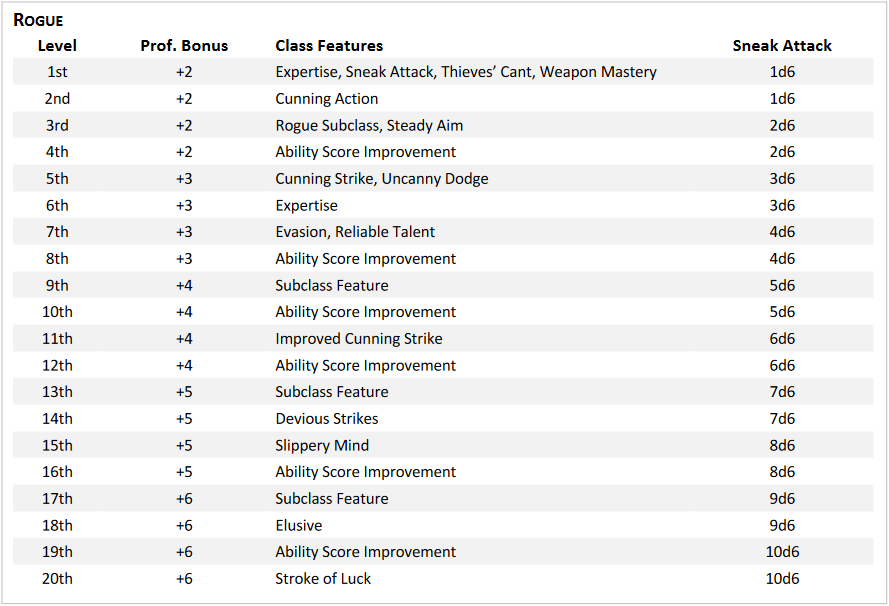 ROGUE
Level Prof. Bonus Class Features Sneak Attack
1st +2 Expertise, Sneak Attack, Thieves’ Cant, Weapon Mastery 1d6
2nd +2 Cunning Action 1d6
3rd +2 Rogue Subclass, Steady Aim 2d6
4th +2 Ability Score Improvement 2d6
5th +3 Cunning Strike, Uncanny Dodge 3d6
6th +3 Expertise 3d6
7th +3 Evasion, Reliable Talent 4d6
8th +3 Ability Score Improvement 4d6
9th +4 Subclass Feature 5d6
10th +4 Ability Score Improvement 5d6
11th +4 Improved Cunning Strike 6d6
12th +4 Ability Score Improvement 6d6
13th +5 Subclass Feature 7d6
14th +5 Devious Strikes 7d6
15th +5 Slippery Mind 8d6
16th +5 Ability Score Improvement 8d6
17th +6 Subclass Feature 9d6
18th +6 Elusive 9d6
19th +6 Ability Score Improvement 10d6
20th +6 Stroke of Luck 10d6